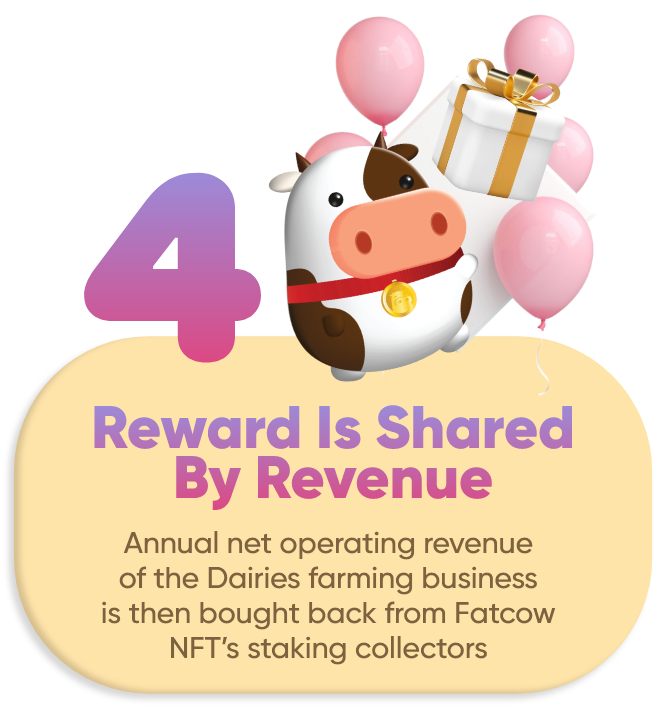 4
Reward Is Shared
By Revenue
Annual net operating revenue
of the Dairies farming business
is then bought back from Fatcow
NFT's staking collectors